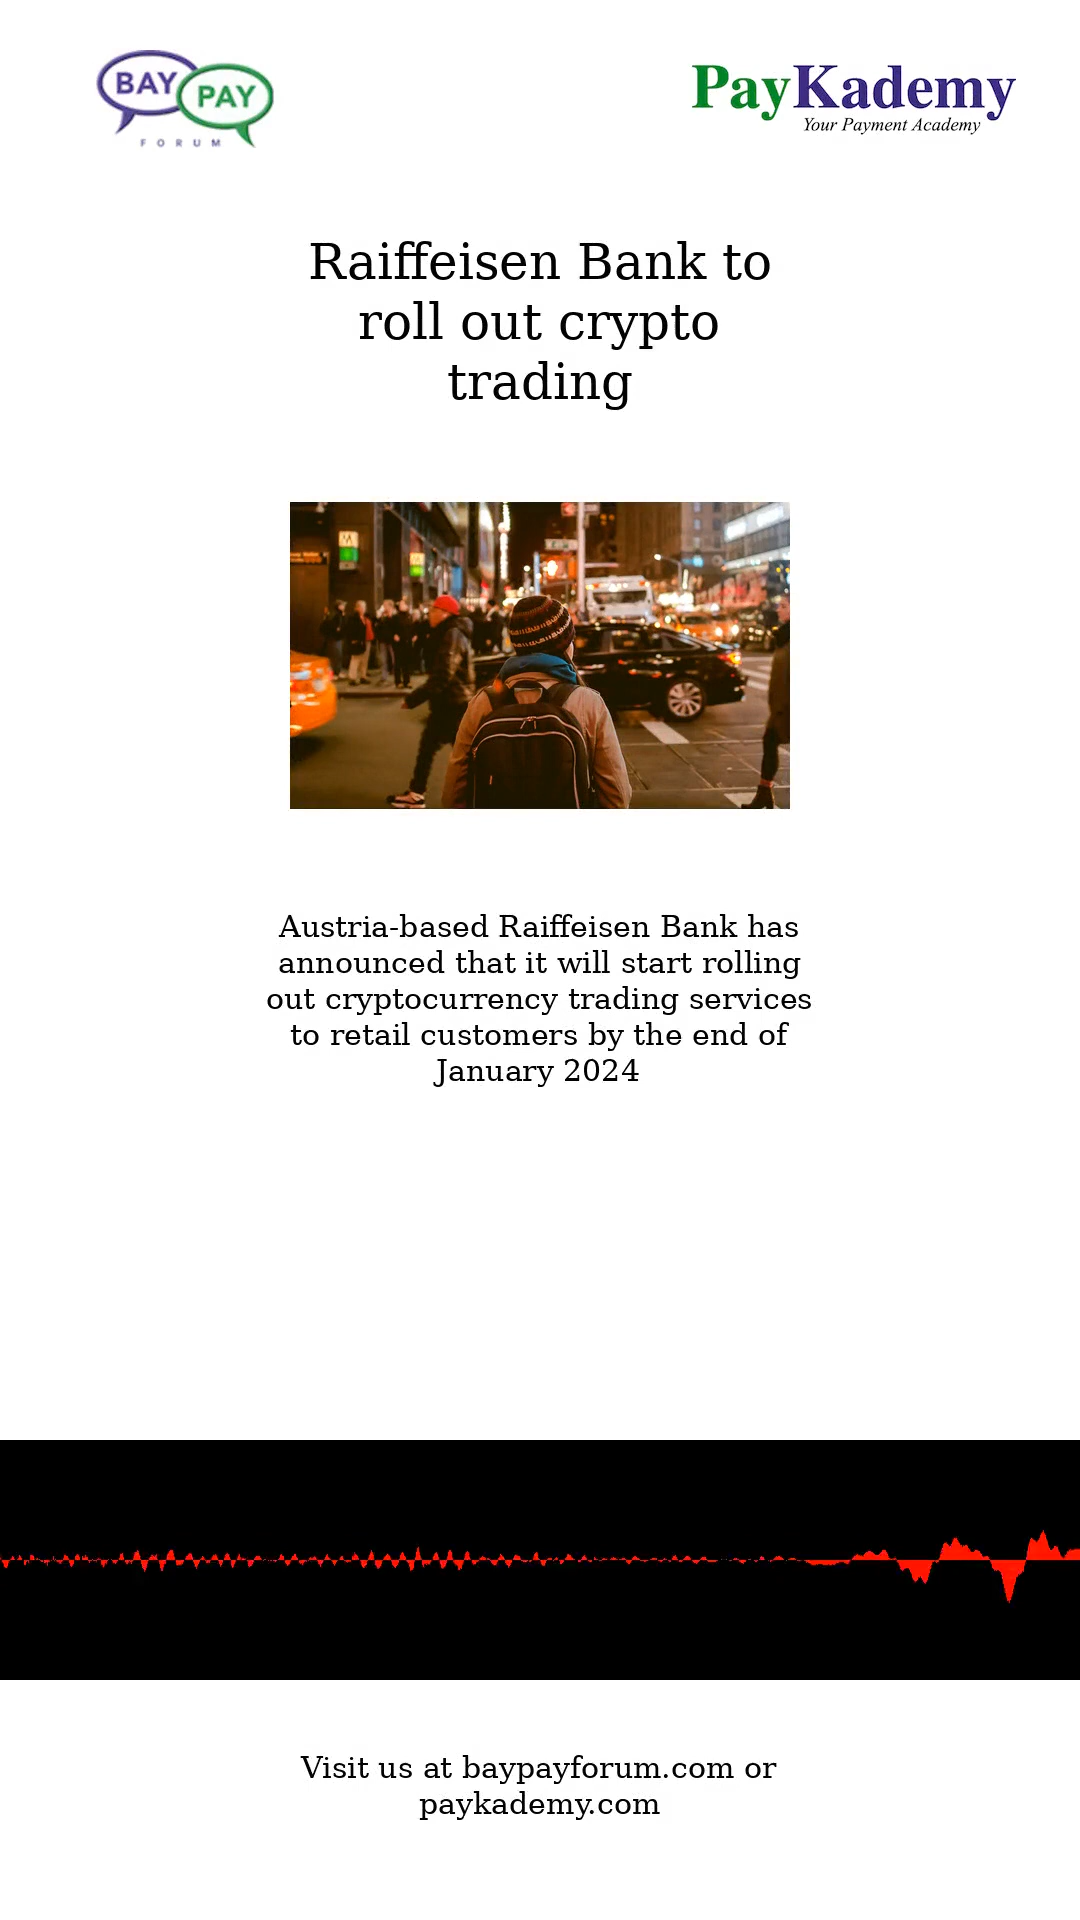 BAY
PAY
FORUM
PayKademy
Your Payment Academy
Raiffeisen Bank to
roll out crypto
trading
Austria-based Raiffeisen Bank has
announced that it will start rolling
out cryptocurrency trading services
to retail customers by the end of
January 2024
Visit us at baypayforum.com or
paykademy.com